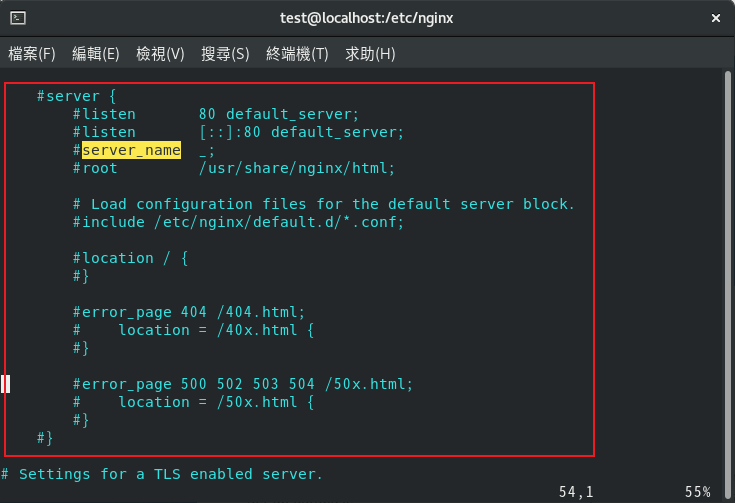 test@localhost:/etc/nginx
檔案(F) 編輯(E) 檢視(V) 搜尋(S) 終端機(T) 求助(H)
#server {
#listen 80 default_server;
#listen [::]:80 default_server;
#server_name _;
#root /usr/share/nginx/html;
# Load configuration files for the default server block.
#include /etc/nginx/default.d/*.conf;
#location / {
#}
#error_page 404 /404.html;
# location = /40x.html {
#}
#error_page 500 502 503 504 /50x.html;
# location = /50x.html {
#}
#}
# Settings for a TLS enabled server.
54,1 55%